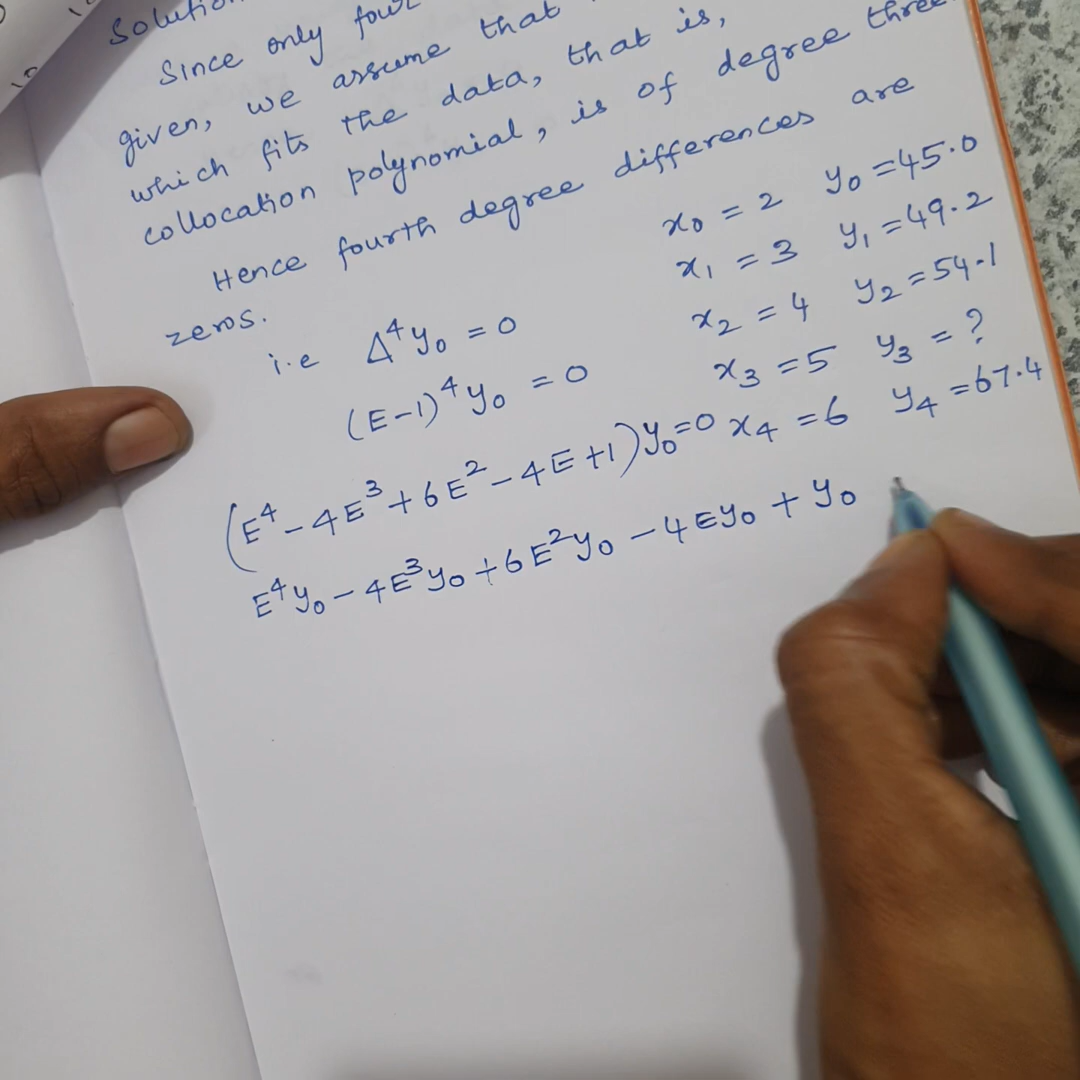 Solution
Since only four
given, we assume that
which fits the data, that is,
collocation polynomial, is of degree three.
Hence fourth degree differences are
zeros.
x₀ = 2 y₀ = 45.0
x₁ = 3 y₁ = 49.2
x₂ = 4 y₂ = 54.1
x₃ = 5 y₃ = ?
x₄ = 6 y₄ = 67.4
i.e Δ⁴y₀ = 0
(E-1)⁴y₀ = 0
(E⁴ - 4E³ + 6E² - 4E + 1)y₀ = 0
E⁴y₀ - 4E³y₀ + 6E²y₀ - 4Ey₀ + y₀